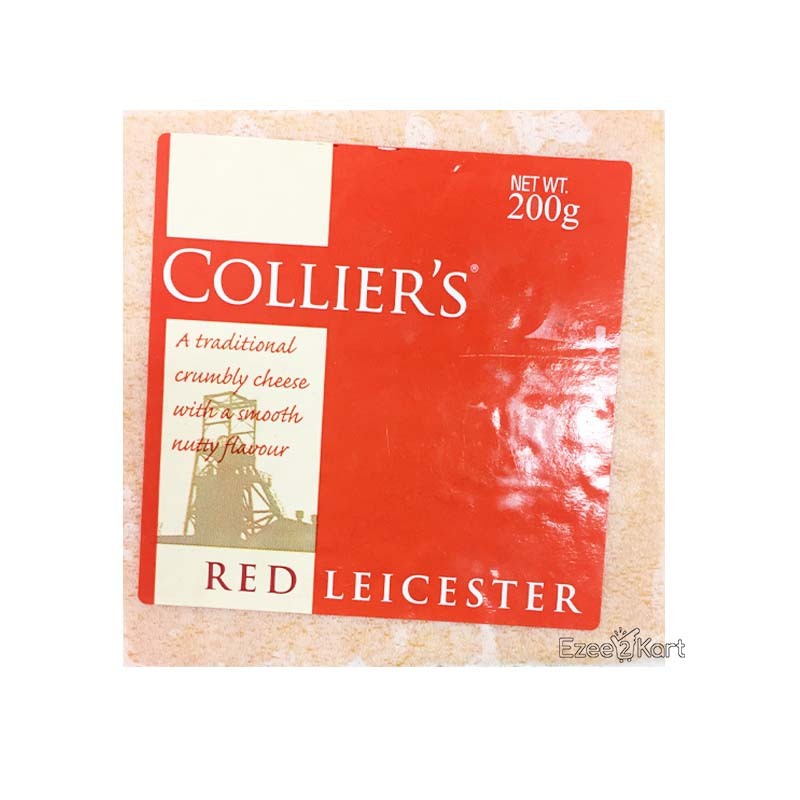 NET WT.
200g
COLLIER'S®
A traditional
crumbly cheese
with a smooth
nutty flavour
RED LEICESTER
Ezee2Kart